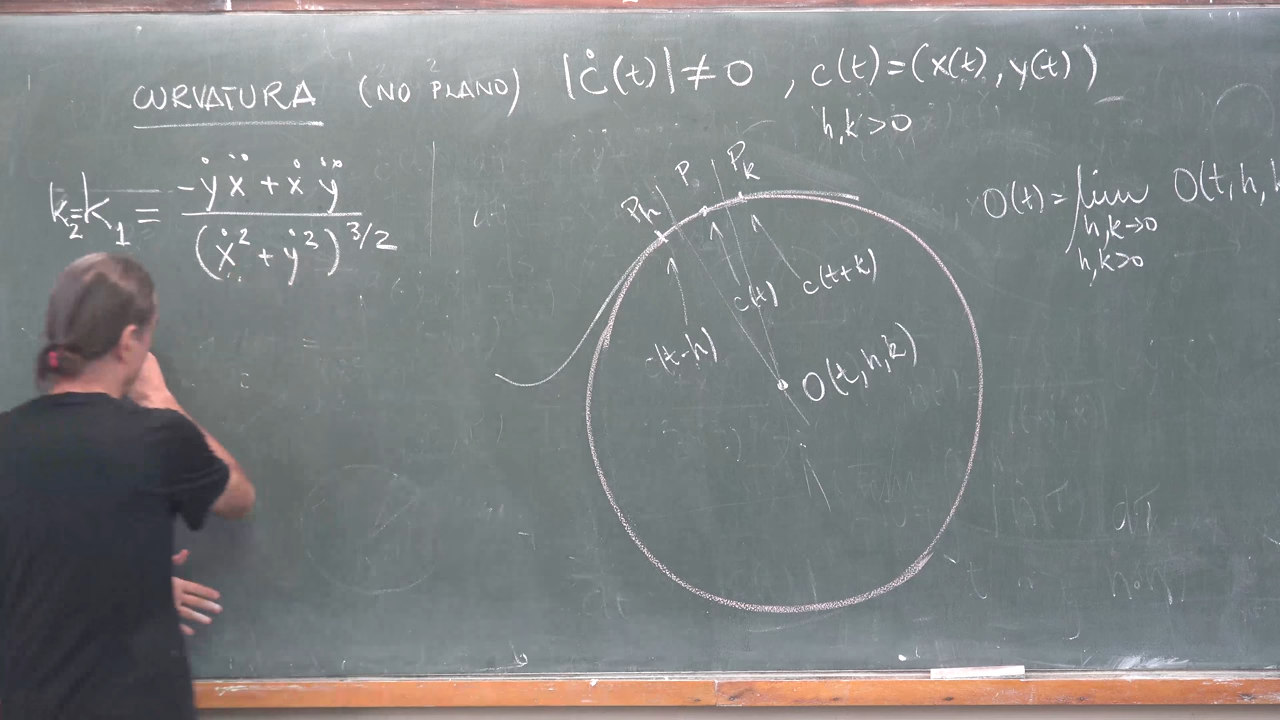 CURVATURA (NO PLANO) |ċ(t)| ≠ 0 , c(t) = (x(t), y(t))
h, k > 0
k₂ = k₁ = (-ẏ ẍ + ẋ ÿ) / (ẋ² + ẏ²)^{3/2}
P_h P P_k
O(t) = lim O(t, h, k
h, k → 0
h, k > 0
c(t) c(t+k)
-(t-h)
O(t, h, k)